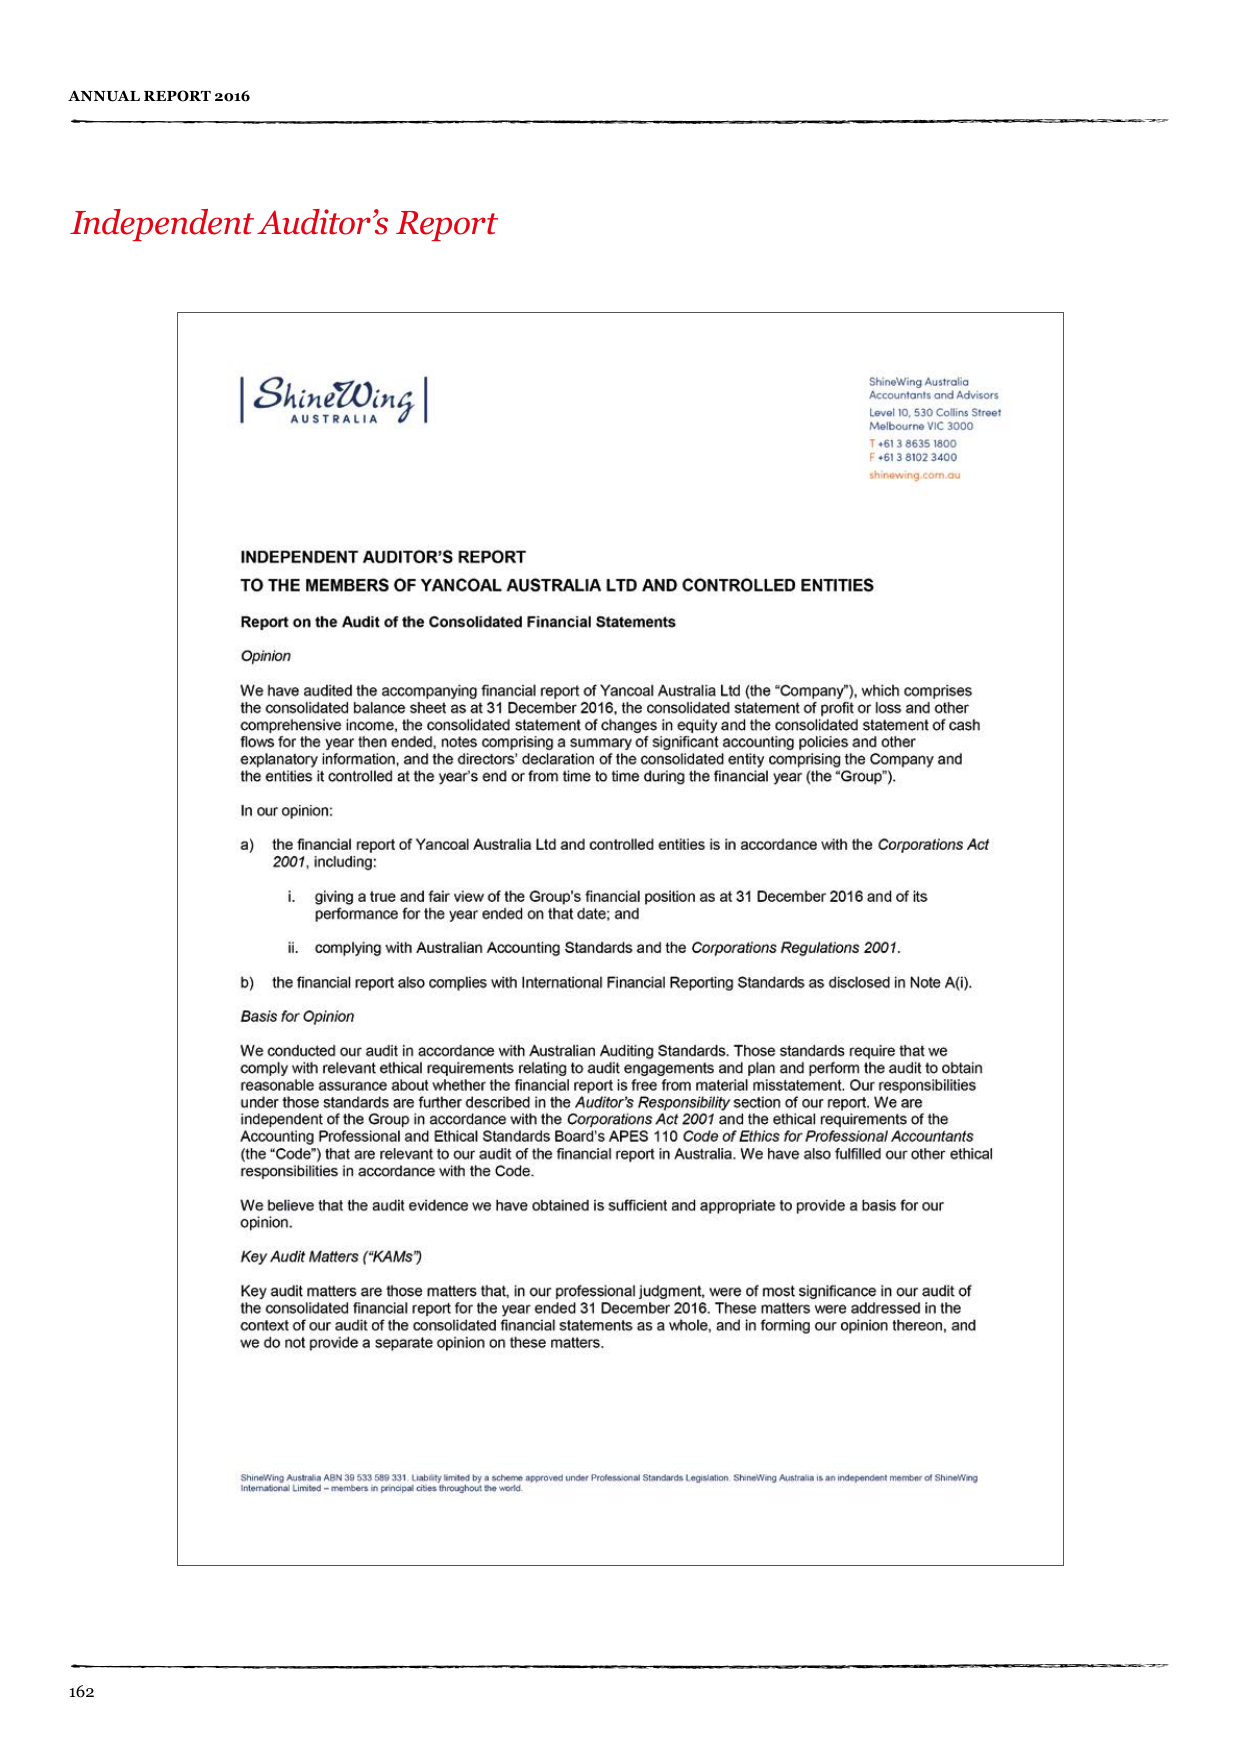 ANNUAL REPORT 2016
Independent Auditor's Report
ShineWing
AUSTRALIA
ShineWing Australia
Accountants and Advisors
Level 10, 530 Collins Street
Melbourne VIC 3000
T +61 3 8635 1800
F +61 3 8102 3400
shinewing.com.au
INDEPENDENT AUDITOR'S REPORT
TO THE MEMBERS OF YANCOAL AUSTRALIA LTD AND CONTROLLED ENTITIES
Report on the Audit of the Consolidated Financial Statements
Opinion
We have audited the accompanying financial report of Yancoal Australia Ltd (the “Company”), which comprises
the consolidated balance sheet as at 31 December 2016, the consolidated statement of profit or loss and other
comprehensive income, the consolidated statement of changes in equity and the consolidated statement of cash
flows for the year then ended, notes comprising a summary of significant accounting policies and other
explanatory information, and the directors' declaration of the consolidated entity comprising the Company and
the entities it controlled at the year's end or from time to time during the financial year (the “Group”).
In our opinion:
a) the financial report of Yancoal Australia Ltd and controlled entities is in accordance with the Corporations Act
2001, including:
i. giving a true and fair view of the Group's financial position as at 31 December 2016 and of its
performance for the year ended on that date; and
ii. complying with Australian Accounting Standards and the Corporations Regulations 2001.
b) the financial report also complies with International Financial Reporting Standards as disclosed in Note A(i).
Basis for Opinion
We conducted our audit in accordance with Australian Auditing Standards. Those standards require that we
comply with relevant ethical requirements relating to audit engagements and plan and perform the audit to obtain
reasonable assurance about whether the financial report is free from material misstatement. Our responsibilities
under those standards are further described in the Auditor's Responsibility section of our report. We are
independent of the Group in accordance with the Corporations Act 2001 and the ethical requirements of the
Accounting Professional and Ethical Standards Board's APES 110 Code of Ethics for Professional Accountants
(the “Code”) that are relevant to our audit of the financial report in Australia. We have also fulfilled our other ethical
responsibilities in accordance with the Code.
We believe that the audit evidence we have obtained is sufficient and appropriate to provide a basis for our
opinion.
Key Audit Matters (“KAMs”)
Key audit matters are those matters that, in our professional judgment, were of most significance in our audit of
the consolidated financial report for the year ended 31 December 2016. These matters were addressed in the
context of our audit of the consolidated financial statements as a whole, and in forming our opinion thereon, and
we do not provide a separate opinion on these matters.
ShineWing Australia ABN 39 533 589 331. Liability limited by a scheme approved under Professional Standards Legislation. ShineWing Australia is an independent member of ShineWing
International Limited – members in principal cities throughout the world.
162